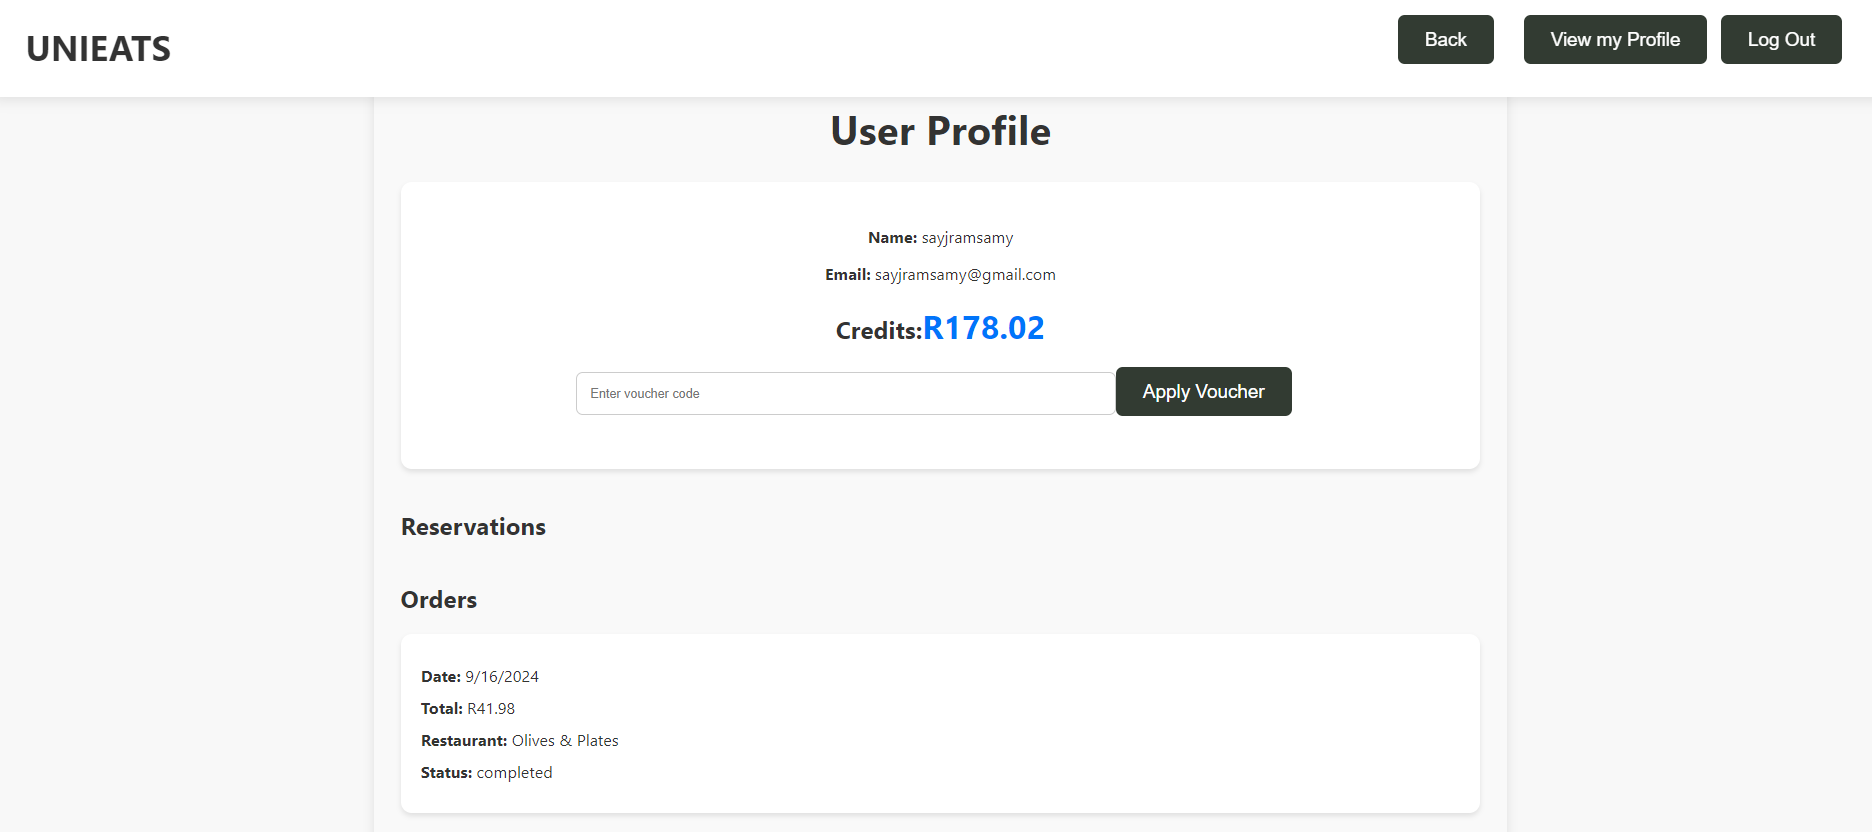 UNIEATS
Back
View my Profile
Log Out
User Profile
Name: sayjramsamy
Email: sayjramsamy@gmail.com
Credits:R178.02
Enter voucher code
Apply Voucher
Reservations
Orders
Date: 9/16/2024
Total: R41.98
Restaurant: Olives & Plates
Status: completed